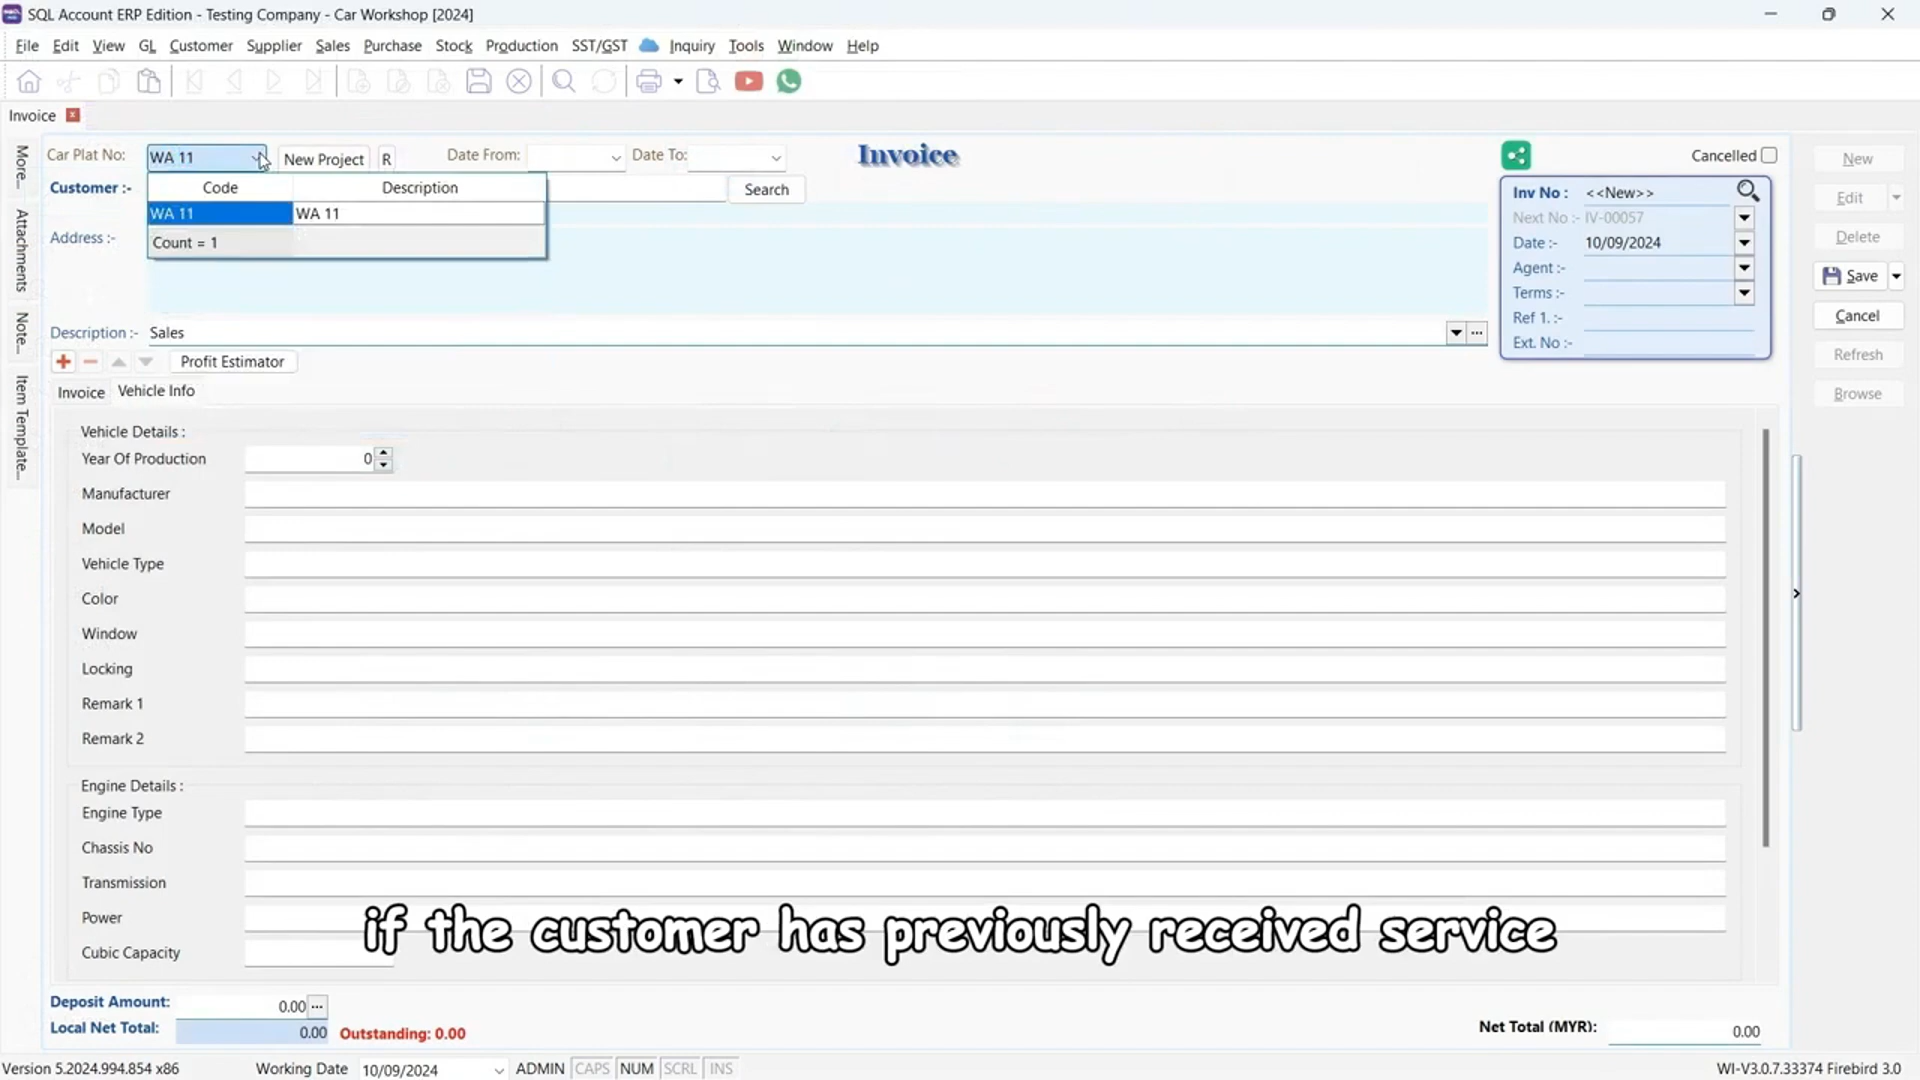 SQL Account ERP Edition - Testing Company - Car Workshop [2024]
File Edit View GL Customer Supplier Sales Purchase Stock Production SST/GST Inquiry Tools Window Help
Invoice
Car Plat No: WA 11 New Project R Date From: Date To: Invoice Cancelled
Customer :- Search
Code Description
WA 11 WA 11
Count = 1
Address :-
Description :- Sales
Inv No : <<New>>
Next No :- IV-00057
Date :- 10/09/2024
Agent :-
Terms :-
Ref 1. :-
Ext. No :-
New
Edit
Delete
Save
Cancel
Refresh
Browse
More...
Attachments
Note...
Item Template...
Profit Estimator
Invoice Vehicle Info
Vehicle Details :
Year Of Production 0
Manufacturer
Model
Vehicle Type
Color
Window
Locking
Remark 1
Remark 2
Engine Details :
Engine Type
Chassis No
Transmission
Power
Cubic Capacity
if the customer has previously received service
Deposit Amount: 0.00 ...
Local Net Total: 0.00 Outstanding: 0.00
Net Total (MYR): 0.00
Version 5.2024.994.854 x86 Working Date 10/09/2024 ADMIN CAPS NUM SCRL INS WI-V3.0.7.33374 Firebird 3.0